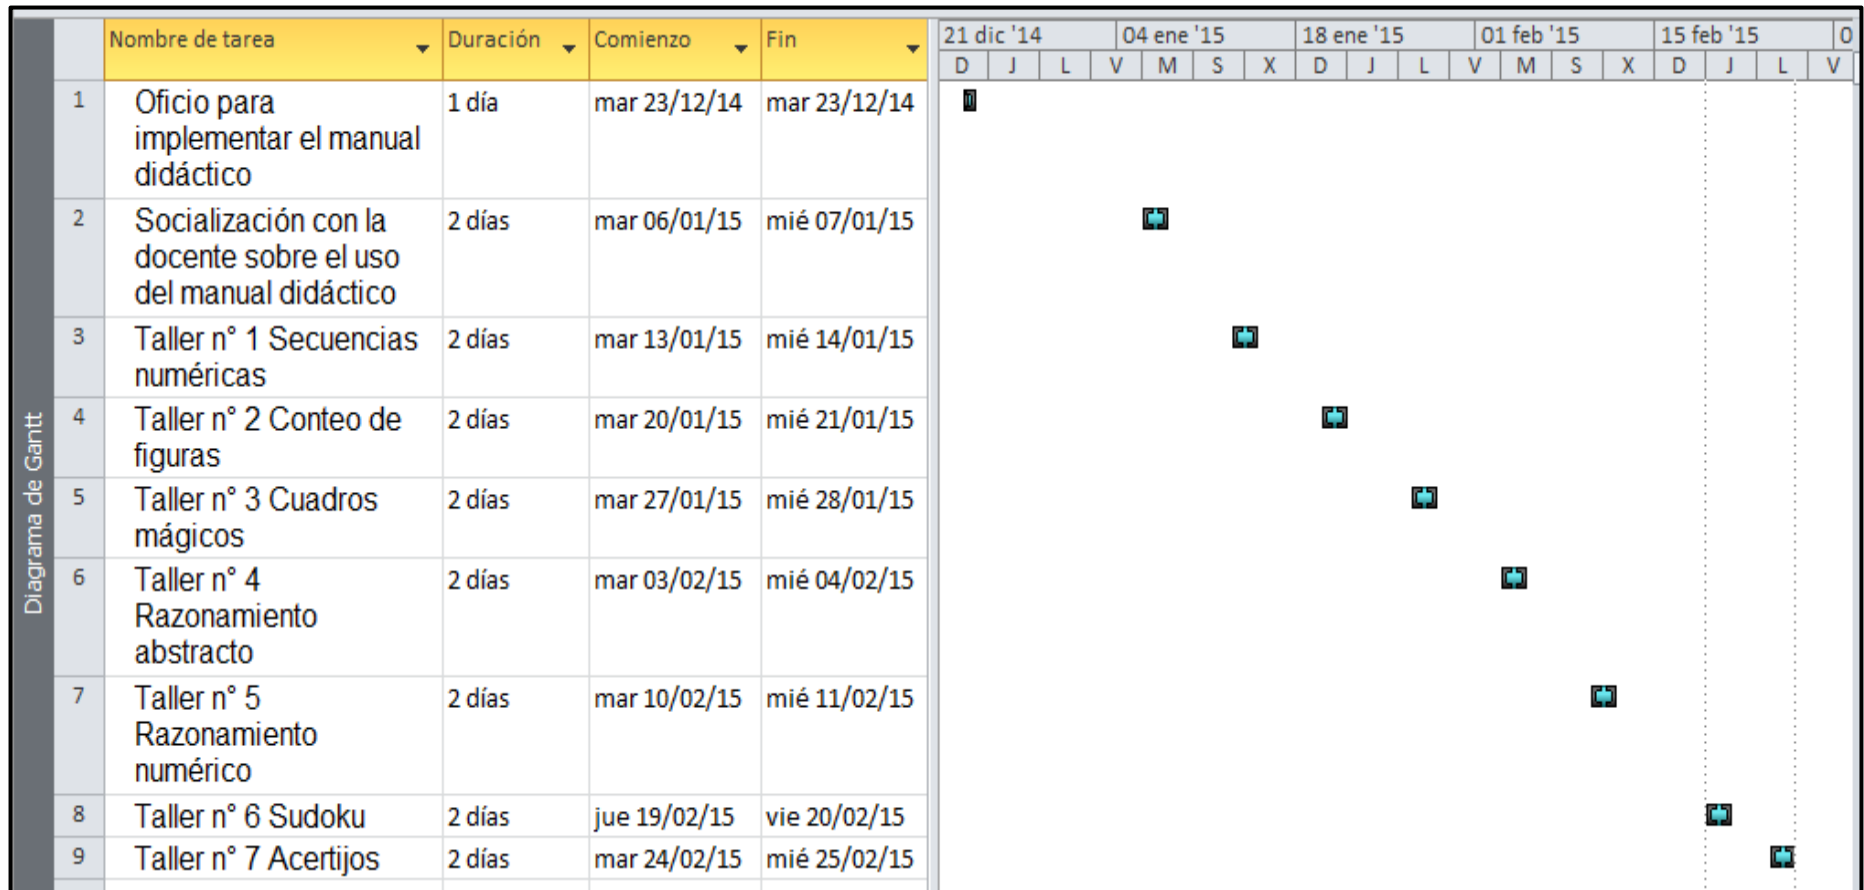 Nombre de tarea Duración Comienzo Fin 21 dic '14 04 ene '15 18 ene '15 01 feb '15 15 feb '15 0
D J L V M S X D J L V M S X D J L V
1 Oficio para 1 día mar 23/12/14 mar 23/12/14
implementar el manual
didáctico
2 Socialización con la 2 días mar 06/01/15 mié 07/01/15
docente sobre el uso
del manual didáctico
3 Taller n° 1 Secuencias 2 días mar 13/01/15 mié 14/01/15
numéricas
4 Taller n° 2 Conteo de 2 días mar 20/01/15 mié 21/01/15
figuras
5 Taller n° 3 Cuadros 2 días mar 27/01/15 mié 28/01/15
mágicos
6 Taller n° 4 2 días mar 03/02/15 mié 04/02/15
Razonamiento
abstracto
7 Taller n° 5 2 días mar 10/02/15 mié 11/02/15
Razonamiento
numérico
8 Taller n° 6 Sudoku 2 días jue 19/02/15 vie 20/02/15
9 Taller n° 7 Acertijos 2 días mar 24/02/15 mié 25/02/15
Diagrama de Gantt